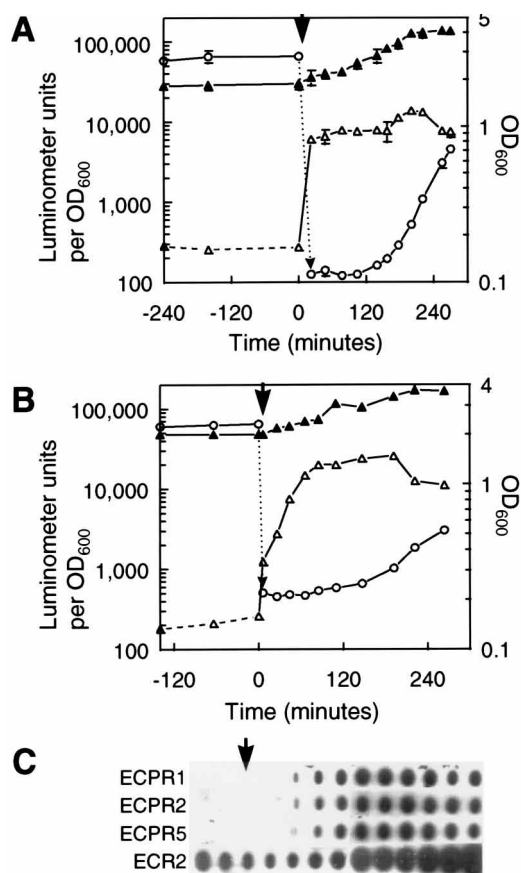 A
100,000
10,000
1,000
100
Luminometer units
per OD600
5
1
0.1
OD600
-240
-120
0
120
240
Time (minutes)
B
100,000
10,000
1,000
100
Luminometer units
per OD600
4
1
0.1
OD600
-120
0
120
240
Time (minutes)
C
ECPR1
ECPR2
ECPR5
ECR2